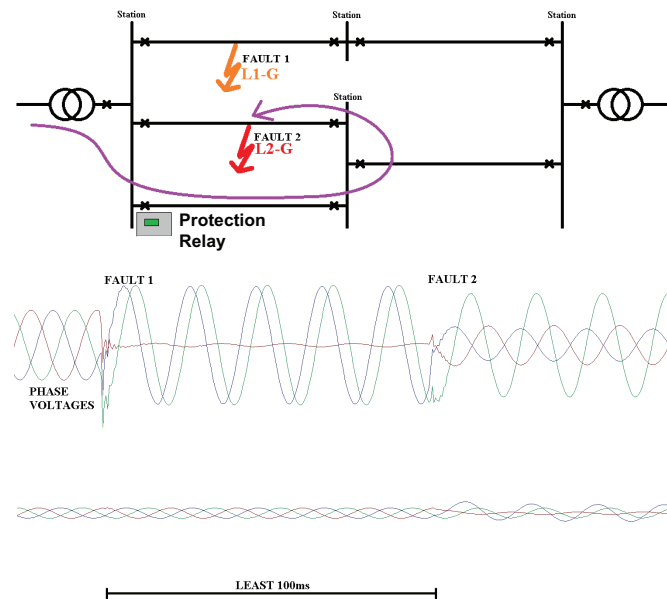 Station
Station
Station
FAULT 1
L1-G
Station
FAULT 2
L2-G
Protection
Relay
FAULT 1
FAULT 2
PHASE
VOLTAGES
LEAST 100ms